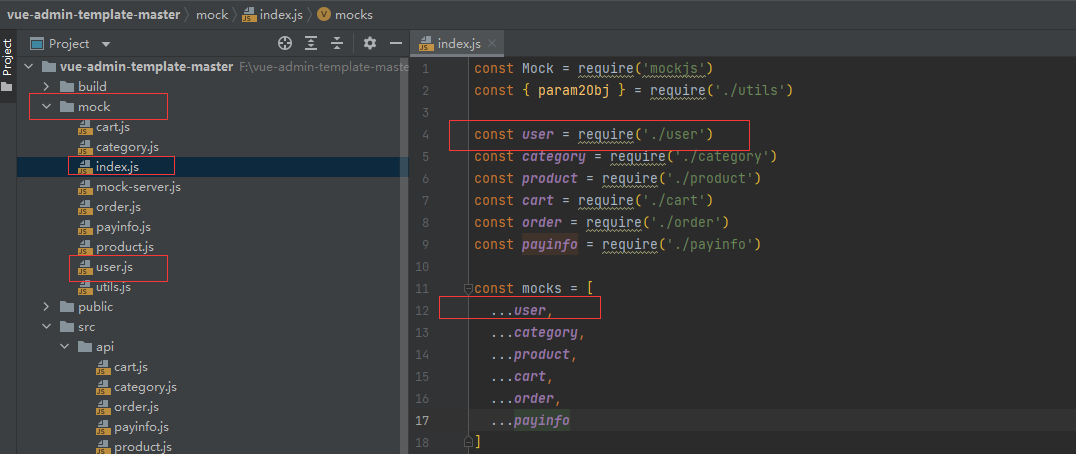 vue-admin-template-master > mock > index.js > mocks
Project
Project
vue-admin-template-master F:\vue-admin-template-maste
build
mock
cart.js
category.js
index.js
mock-server.js
order.js
payinfo.js
product.js
user.js
utils.js
public
src
api
cart.js
category.js
order.js
payinfo.js
product.js
index.js
1 const Mock = require('mockjs')
2 const { param2Obj } = require('./utils')
3
4 const user = require('./user')
5 const category = require('./category')
6 const product = require('./product')
7 const cart = require('./cart')
8 const order = require('./order')
9 const payinfo = require('./payinfo')
10
11 const mocks = [
12 ...user,
13 ...category,
14 ...product,
15 ...cart,
16 ...order,
17 ...payinfo
18 ]